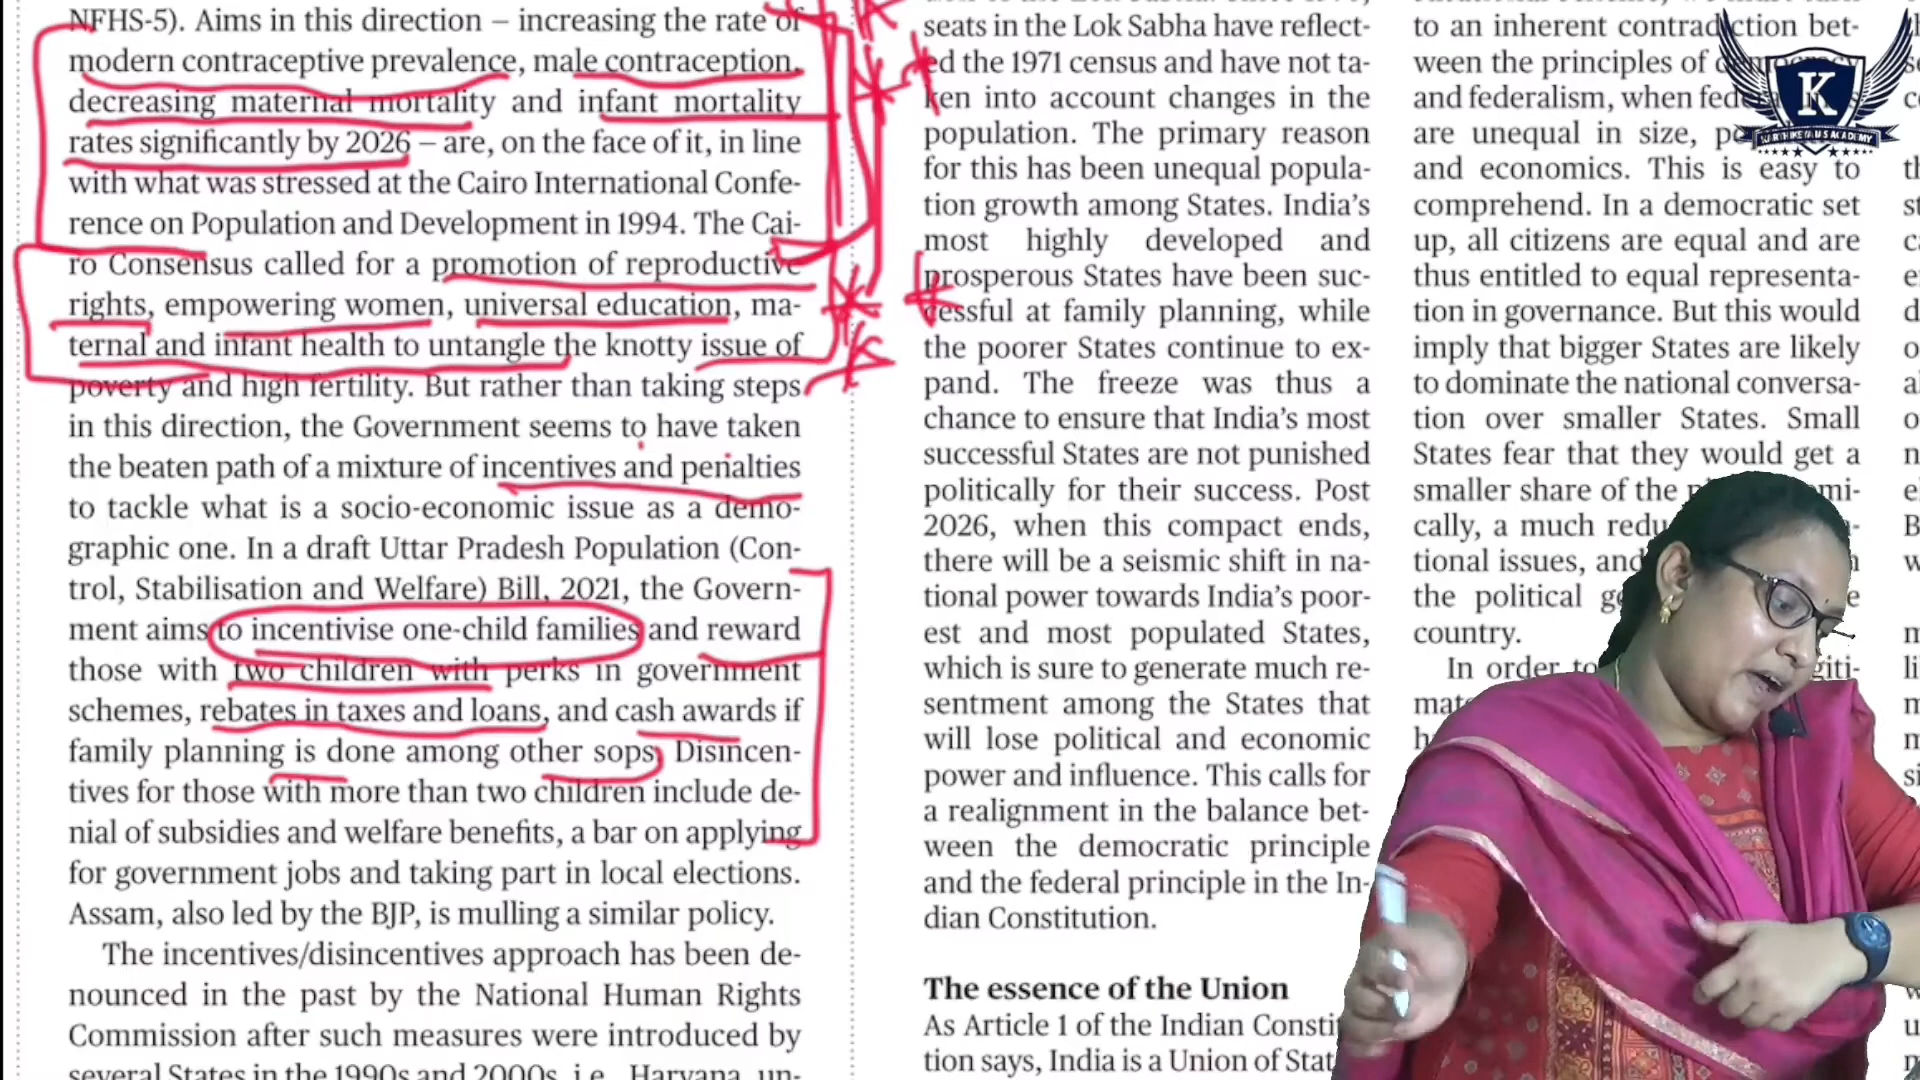 NFHS-5). Aims in this direction – increasing the rate of
modern contraceptive prevalence, male contraception,
decreasing maternal mortality and infant mortality
rates significantly by 2026 – are, on the face of it, in line
with what was stressed at the Cairo International Confe-
rence on Population and Development in 1994. The Cai-
ro Consensus called for a promotion of reproductive
rights, empowering women, universal education, ma-
ternal and infant health to untangle the knotty issue of
poverty and high fertility. But rather than taking steps
in this direction, the Government seems to have taken
the beaten path of a mixture of incentives and penalties
to tackle what is a socio-economic issue as a demo-
graphic one. In a draft Uttar Pradesh Population (Con-
trol, Stabilisation and Welfare) Bill, 2021, the Govern-
ment aims to incentivise one-child families and reward
those with two children with perks in government
schemes, rebates in taxes and loans, and cash awards if
family planning is done among other sops. Disincen-
tives for those with more than two children include de-
nial of subsidies and welfare benefits, a bar on applying
for government jobs and taking part in local elections.
Assam, also led by the BJP, is mulling a similar policy.
The incentives/disincentives approach has been de-
nounced in the past by the National Human Rights
Commission after such measures were introduced by
several States in the 1990s and 2000s, i.e., Haryana,
seats in the Lok Sabha have reflect-
ed the 1971 census and have not ta-
ken into account changes in the
population. The primary reason
for this has been unequal popula-
tion growth among States. India's
most highly developed and
prosperous States have been suc-
cessful at family planning, while
the poorer States continue to ex-
pand. The freeze was thus a
chance to ensure that India's most
successful States are not punished
politically for their success. Post
2026, when this compact ends,
there will be a seismic shift in na-
tional power towards India's poor-
est and most populated States,
which is sure to generate much re-
sentment among the States that
will lose political and economic
power and influence. This calls for
a realignment in the balance bet-
ween the democratic principle
and the federal principle in the In-
dian Constitution.
The essence of the Union
As Article 1 of the Indian
tion says, India is a Union of
to an inherent contradiction bet-
ween the principles of
and federalism, when
are unequal in size,
and economics. This is easy to
comprehend. In a democratic set
up, all citizens are equal and are
thus entitled to equal representa-
tion in governance. But this would
imply that bigger States are likely
to dominate the national conversa-
tion over smaller States. Small
States fear that they would get a
smaller share of the
cally, a much
tional issues,
the political
country.
In order to
K